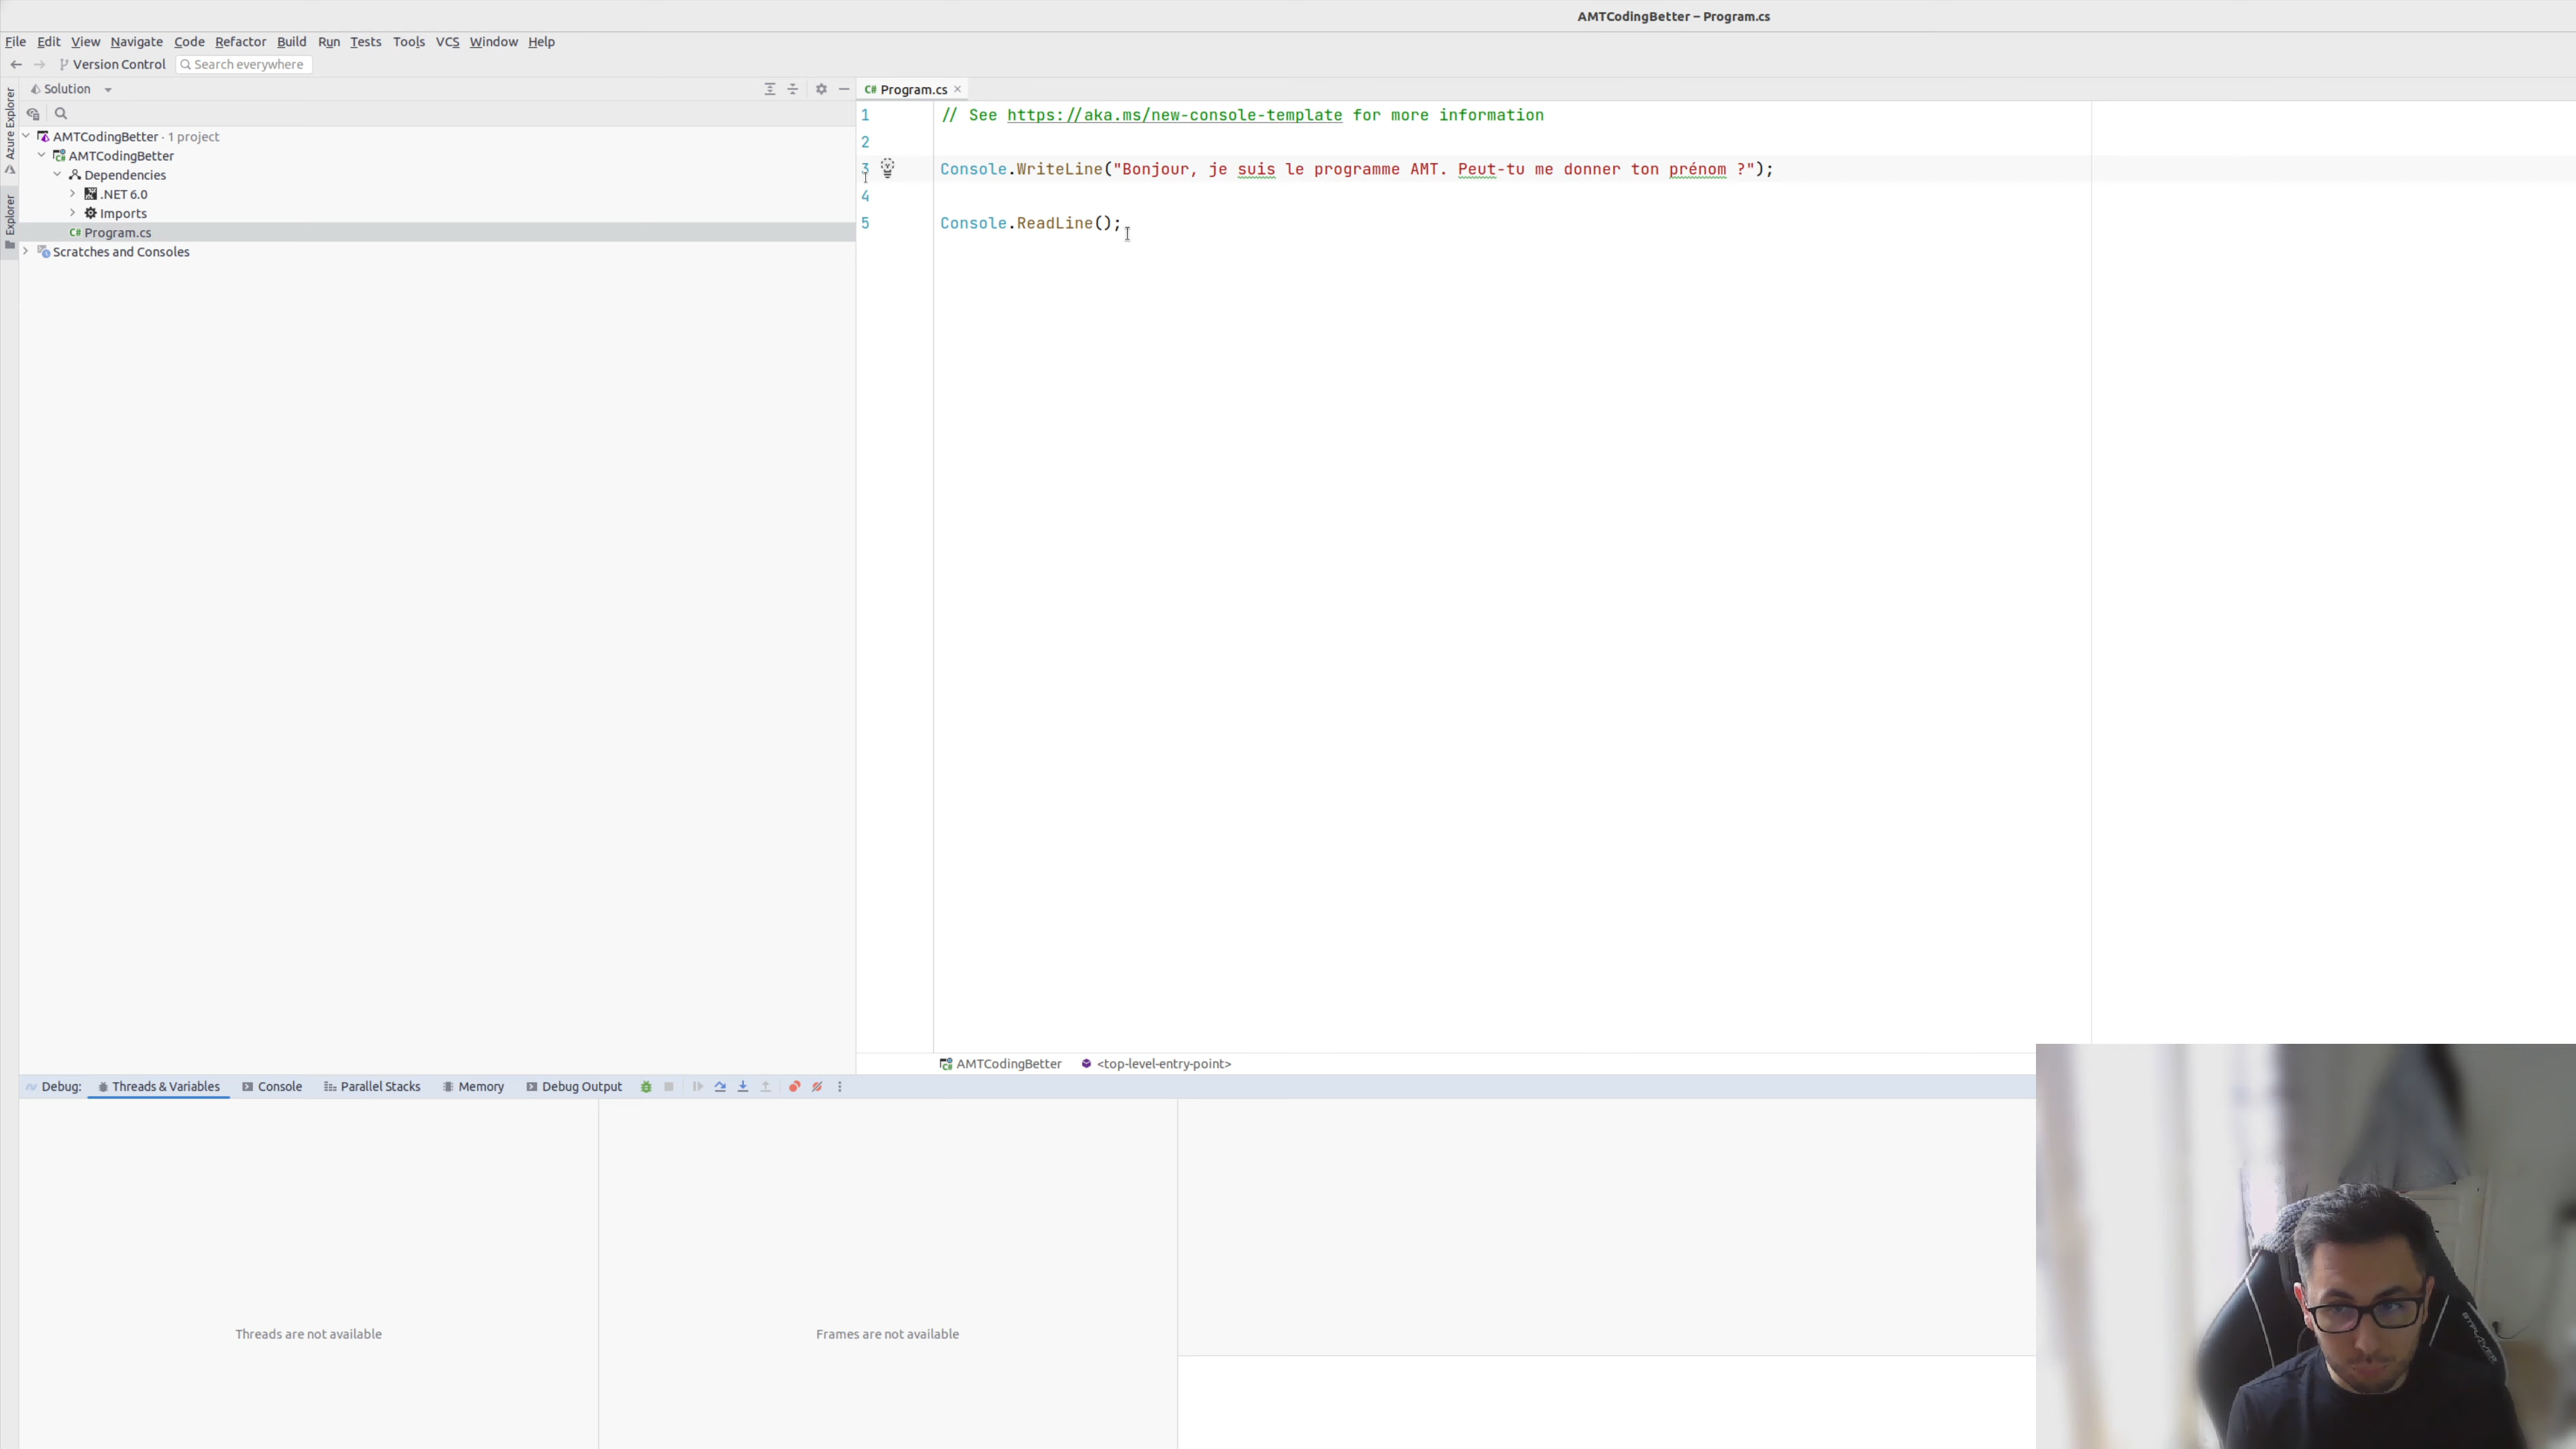 AMTCodingBetter – Program.cs
File Edit View Navigate Code Refactor Build Run Tests Tools VCS Window Help
Version Control Search everywhere
Azure Explorer
Explorer
Solution
AMTCodingBetter · 1 project
AMTCodingBetter
Dependencies
.NET 6.0
Imports
C# Program.cs
Scratches and Consoles
C# Program.cs
1 // See https://aka.ms/new-console-template for more information
2
3 Console.WriteLine("Bonjour, je suis le programme AMT. Peut-tu me donner ton prénom ?");
4
5 Console.ReadLine();
AMTCodingBetter <top-level-entry-point>
Debug: Threads & Variables Console Parallel Stacks Memory Debug Output
Threads are not available
Frames are not available